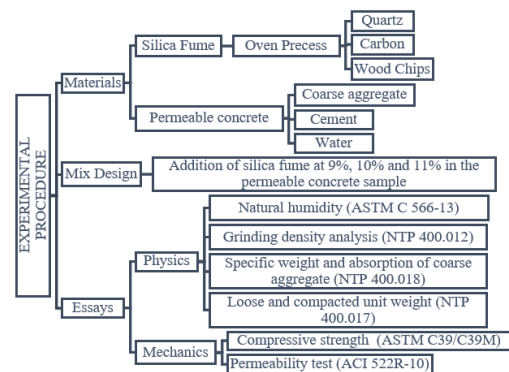 EXPERIMENTAL
PROCEDURE
Materials
Silica Fume
Oven Precess
Quartz
Carbon
Wood Chips
Permeable concrete
Coarse aggregate
Cement
Water
Mix Design
Addition of silica fume at 9%, 10% and 11% in the
permeable concrete sample
Essays
Physics
Natural humidity (ASTM C 566-13)
Grinding density analysis (NTP 400.012)
Specific weight and absorption of coarse
aggregate (NTP 400.018)
Loose and compacted unit weight (NTP
400.017)
Mechanics
Compressive strength (ASTM C39/C39M)
Permeability test (ACI 522R-10)